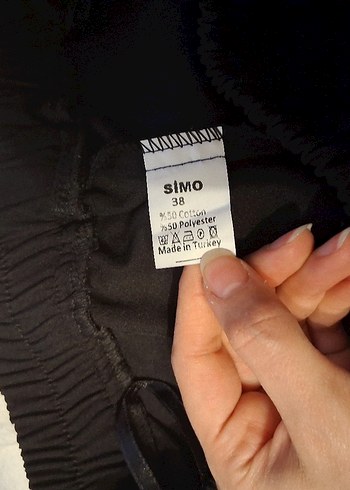 SİMO
38
%50 Cotton
%50 Polyester
Made in Turkey